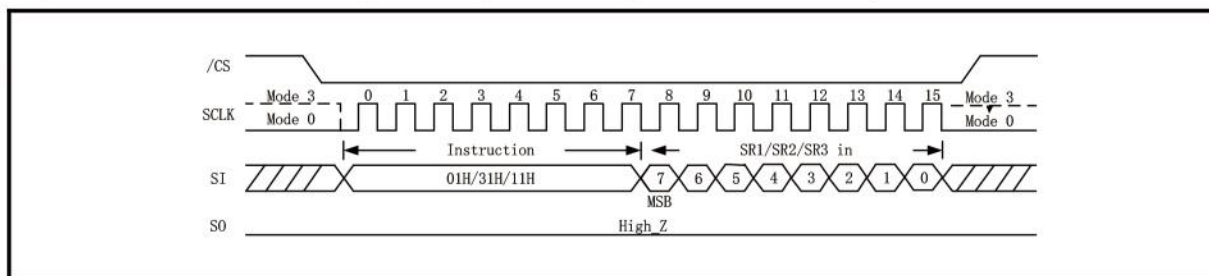 /CS
Mode 3 0 1 2 3 4 5 6 7 8 9 10 11 12 13 14 15 Mode 3
SCLK
Mode 0 Mode 0
Instruction SR1/SR2/SR3 in
SI 01H/31H/11H 7 6 5 4 3 2 1 0
MSB
SO High_Z